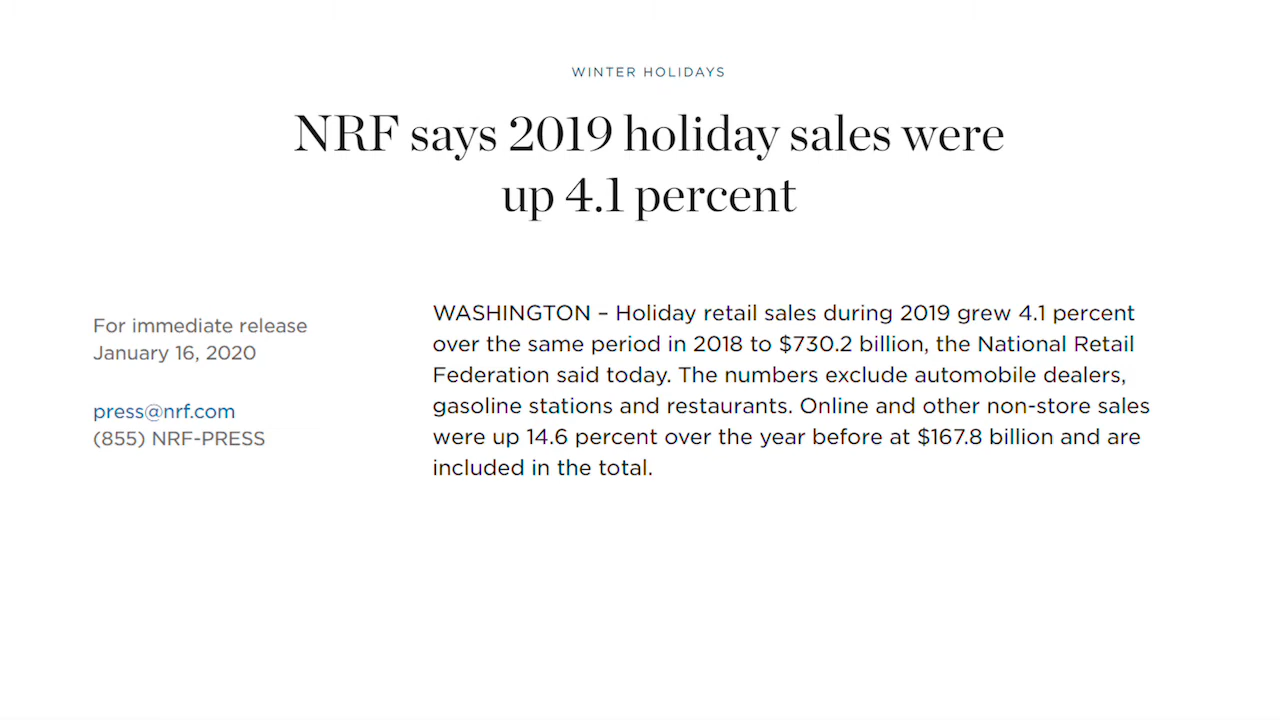 WINTER HOLIDAYS
NRF says 2019 holiday sales were
up 4.1 percent
For immediate release
January 16, 2020
press@nrf.com
(855) NRF-PRESS
WASHINGTON – Holiday retail sales during 2019 grew 4.1 percent
over the same period in 2018 to $730.2 billion, the National Retail
Federation said today. The numbers exclude automobile dealers,
gasoline stations and restaurants. Online and other non-store sales
were up 14.6 percent over the year before at $167.8 billion and are
included in the total.